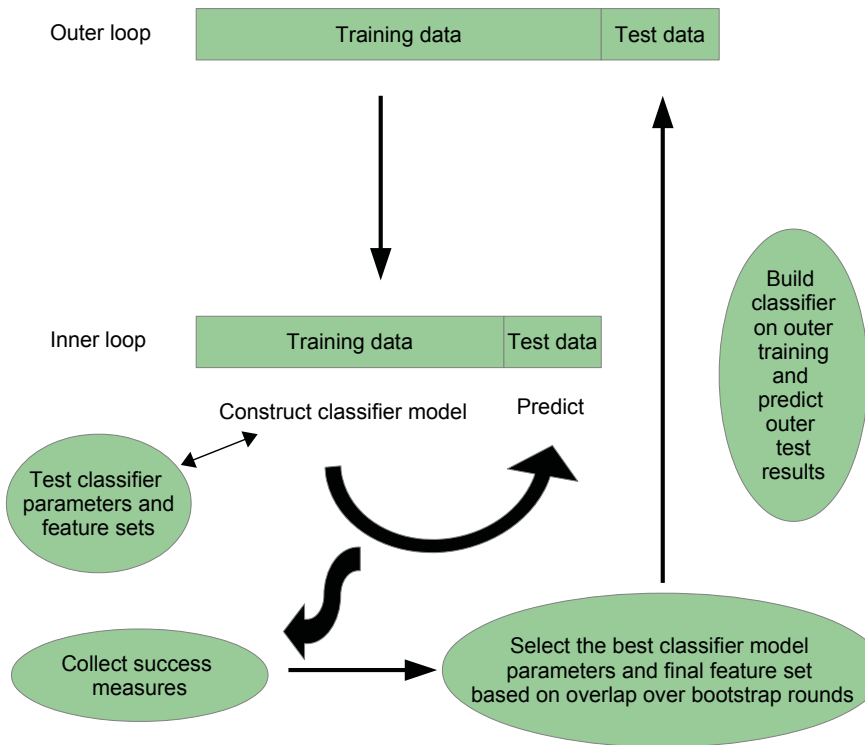 Outer loop
Training data
Test data
Inner loop
Training data
Test data
Construct classifier model
Predict
Test classifier
parameters and
feature sets
Build
classifier
on outer
training
and
predict
outer
test
results
Collect success
measures
Select the best classifier model
parameters and final feature set
based on overlap over bootstrap rounds